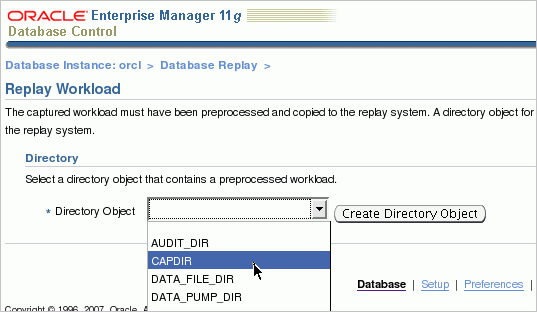 ORACLE Enterprise Manager 11g
Database Control
Database Instance: orcl > Database Replay >
Replay Workload
The captured workload must have been preprocessed and copied to the replay system. A directory object for
the replay system.
Directory
Select a directory object that contains a preprocessed workload.
* Directory Object
Create Directory Object
AUDIT_DIR
CAPDIR
DATA_FILE_DIR
DATA_PUMP_DIR
Database | Setup | Preferences |
Copyright © 1996, 2007, Oracle.